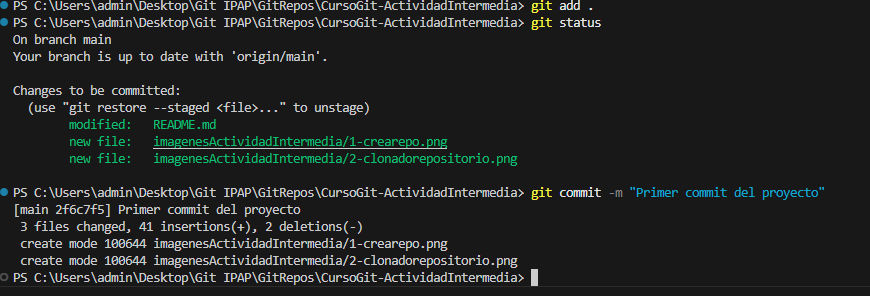 PS C:\Users\admin\Desktop\Git IPAP\GitRepos\CursoGit-ActividadIntermedia> git add .
PS C:\Users\admin\Desktop\Git IPAP\GitRepos\CursoGit-ActividadIntermedia> git status
On branch main
Your branch is up to date with 'origin/main'.
Changes to be committed:
(use "git restore --staged <file>..." to unstage)
modified: README.md
new file: imagenesActividadIntermedia/1-crearepo.png
new file: imagenesActividadIntermedia/2-clonadorepositorio.png
PS C:\Users\admin\Desktop\Git IPAP\GitRepos\CursoGit-ActividadIntermedia> git commit -m "Primer commit del proyecto"
[main 2f6c7f5] Primer commit del proyecto
3 files changed, 41 insertions(+), 2 deletions(-)
create mode 100644 imagenesActividadIntermedia/1-crearepo.png
create mode 100644 imagenesActividadIntermedia/2-clonadorepositorio.png
PS C:\Users\admin\Desktop\Git IPAP\GitRepos\CursoGit-ActividadIntermedia>